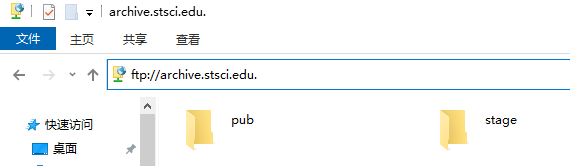 archive.stsci.edu.
文件 主页 共享 查看
ftp://archive.stsci.edu.
快速访问
桌面
pub
stage